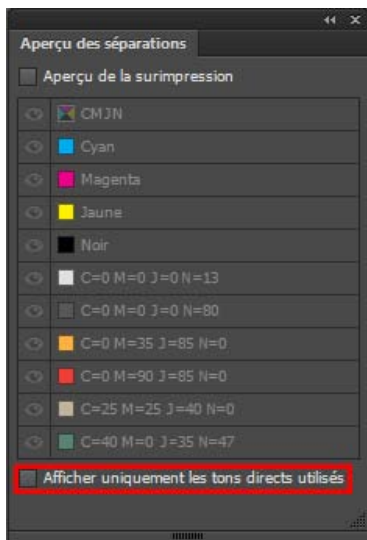 Aperçu des séparations
Aperçu de la surimpression
CMJN
Cyan
Magenta
Jaune
Noir
C=0 M=0 J=0 N=13
C=0 M=0 J=0 N=80
C=0 M=35 J=85 N=0
C=0 M=90 J=85 N=0
C=25 M=25 J=40 N=0
C=40 M=0 J=35 N=47
Afficher uniquement les tons directs utilisés